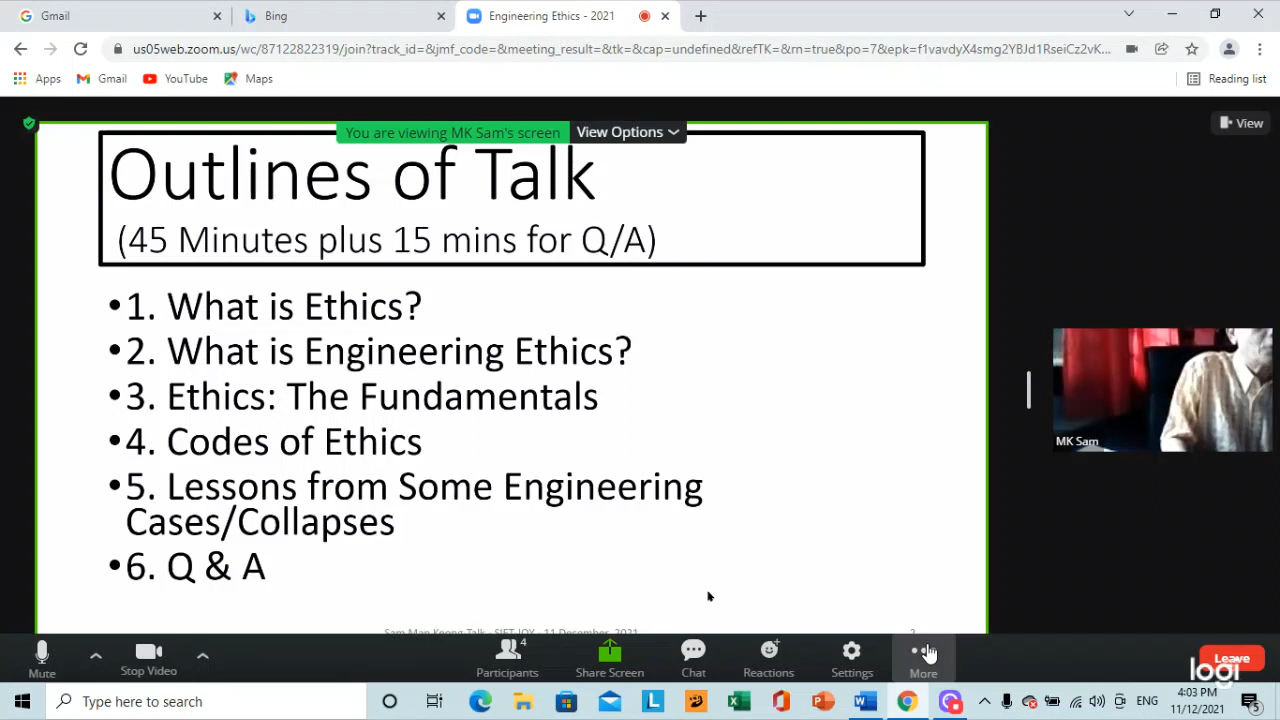 Gmail
Bing
Engineering Ethics - 2021
us05web.zoom.us/wc/87122822319/join?track_id=&jmf_code=&meeting_result=&tk=&cap=undefined&refTK=&rn=true&po=7&epk=f1vavdyX4smg2YBJd1RseiCz2vK...
Apps
Gmail
YouTube
Maps
Reading list
You are viewing MK Sam's screen
View Options
View
Outlines of Talk
(45 Minutes plus 15 mins for Q/A)
•1. What is Ethics?
•2. What is Engineering Ethics?
•3. Ethics: The Fundamentals
•4. Codes of Ethics
•5. Lessons from Some Engineering
Cases/Collapses
•6. Q & A
MK Sam
Mute
Stop Video
4
Participants
Share Screen
Chat
Reactions
Settings
More
Leave
logi
Type here to search
ENG
4:03 PM
11/12/2021
5